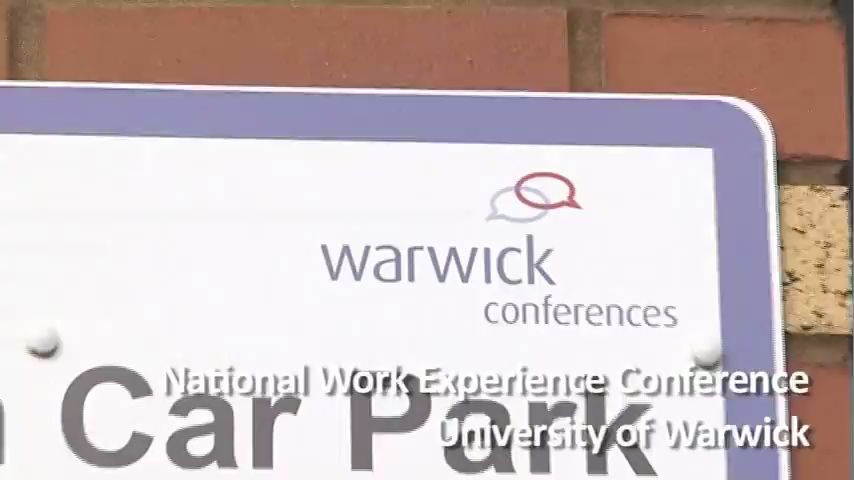 warwick
conferences
Car Park
National Work Experience Conference
University of Warwick